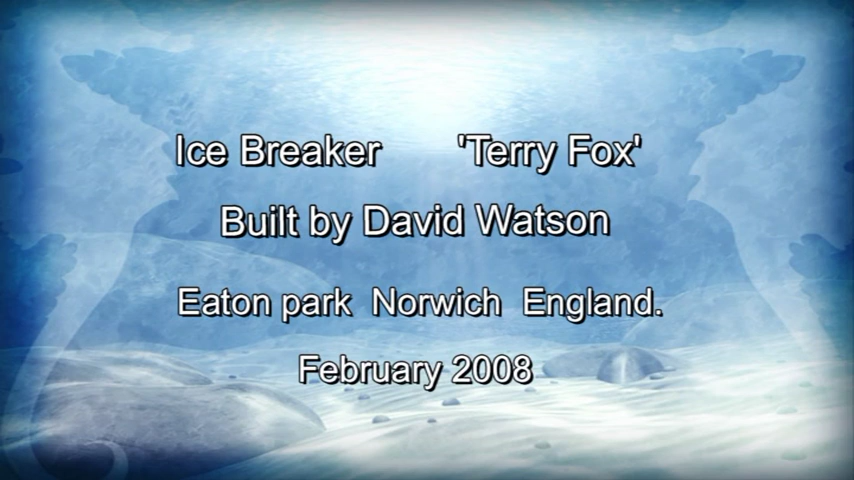 Ice Breaker 'Terry Fox'
Built by David Watson
Eaton park Norwich England.
February 2008